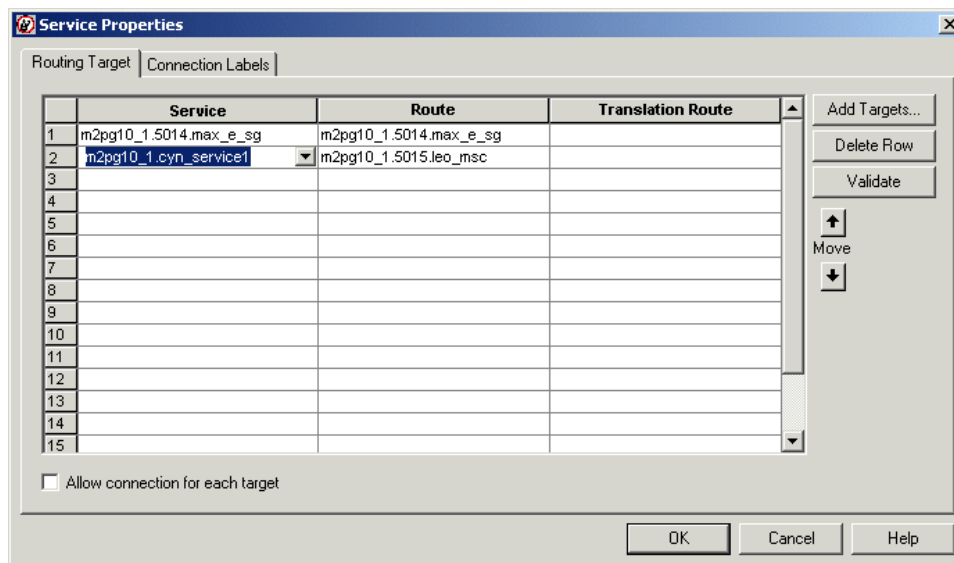 Service Properties
Routing Target Connection Labels
Service Route Translation Route
1 m2pg10_1.5014.max_e_sg m2pg10_1.5014.max_e_sg
2 m2pg10_1.cyn_service1 m2pg10_1.5015.leo_msc
3
4
5
6
7
8
9
10
11
12
13
14
15
Add Targets...
Delete Row
Validate
Move
Allow connection for each target
OK Cancel Help